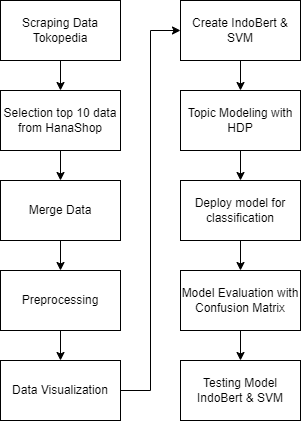 Scraping Data
Tokopedia
Selection top 10 data
from HanaShop
Merge Data
Preprocessing
Data Visualization
Create IndoBert &
SVM
Topic Modeling with
HDP
Deploy model for
classification
Model Evaluation with
Confusion Matrix
Testing Model
IndoBert & SVM